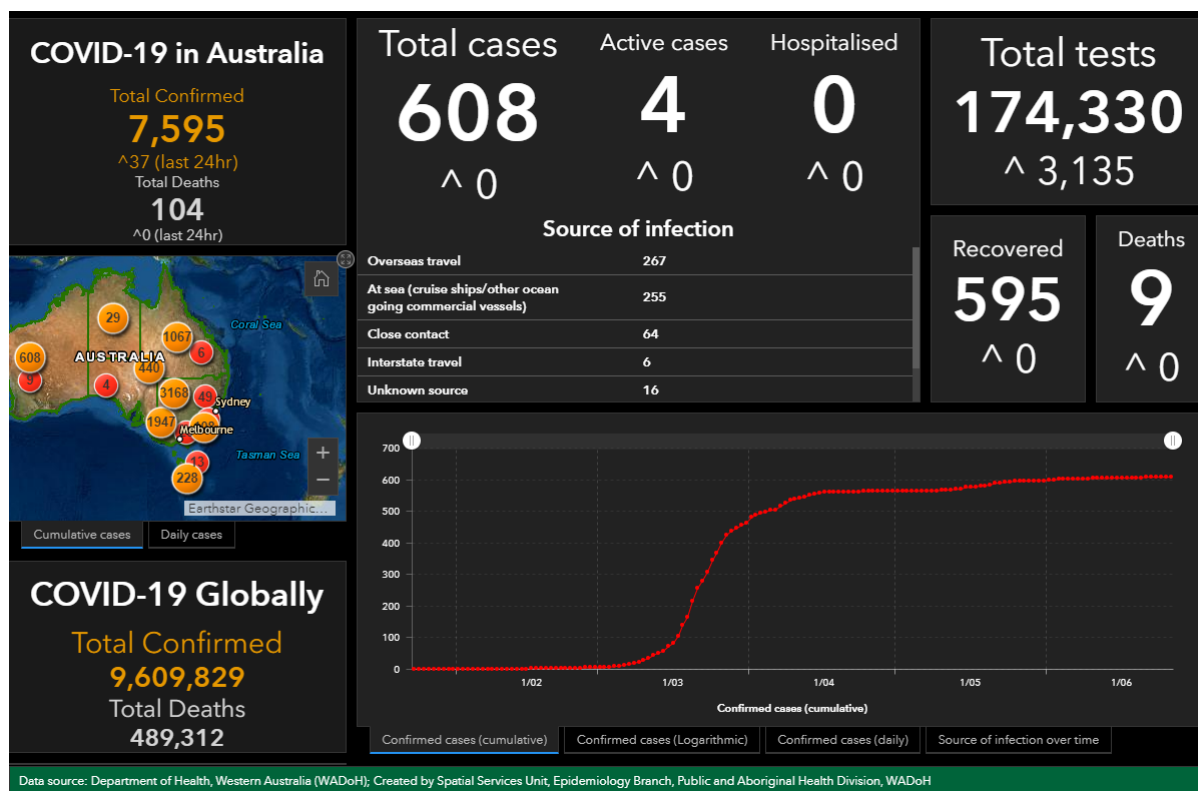 COVID-19 in Australia
Total Confirmed
7,595
^37 (last 24hr)
Total Deaths
104
^0 (last 24hr)
Total cases
608
^ 0
Active cases
4
^ 0
Hospitalised
0
^ 0
Total tests
174,330
^ 3,135
Source of infection
Overseas travel 267
At sea (cruise ships/other ocean
going commercial vessels) 255
Close contact 64
Interstate travel 6
Unknown source 16
Recovered
595
^ 0
Deaths
9
^ 0
29
Coral Sea
1067
6
608
AUSTRALIA
440
9
4
3168
49
Sydney
1947
Melbourne
Tasman Sea
+
13
228
−
Earthstar Geographic...
Cumulative cases
Daily cases
COVID-19 Globally
Total Confirmed
9,609,829
Total Deaths
489,312
700
600
500
400
300
200
100
0
1/02 1/03 1/04 1/05 1/06
Confirmed cases (cumulative)
Confirmed cases (cumulative)
Confirmed cases (Logarithmic)
Confirmed cases (daily)
Source of infection over time
Data source: Department of Health, Western Australia (WADoH); Created by Spatial Services Unit, Epidemiology Branch, Public and Aboriginal Health Division, WADoH